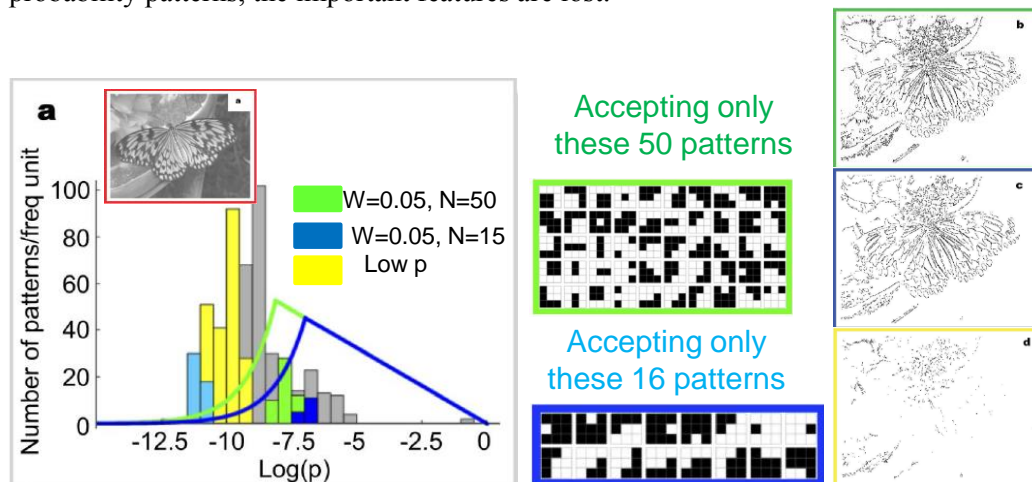 probability patterns, the important features are lost.
a
a
Number of patterns/freq unit
100
80
60
40
20
0
-12.5
-10
-7.5
-5
0
Log(p)
W=0.05, N=50
W=0.05, N=15
Low p
Accepting only
these 50 patterns
Accepting only
these 16 patterns
b
c
d